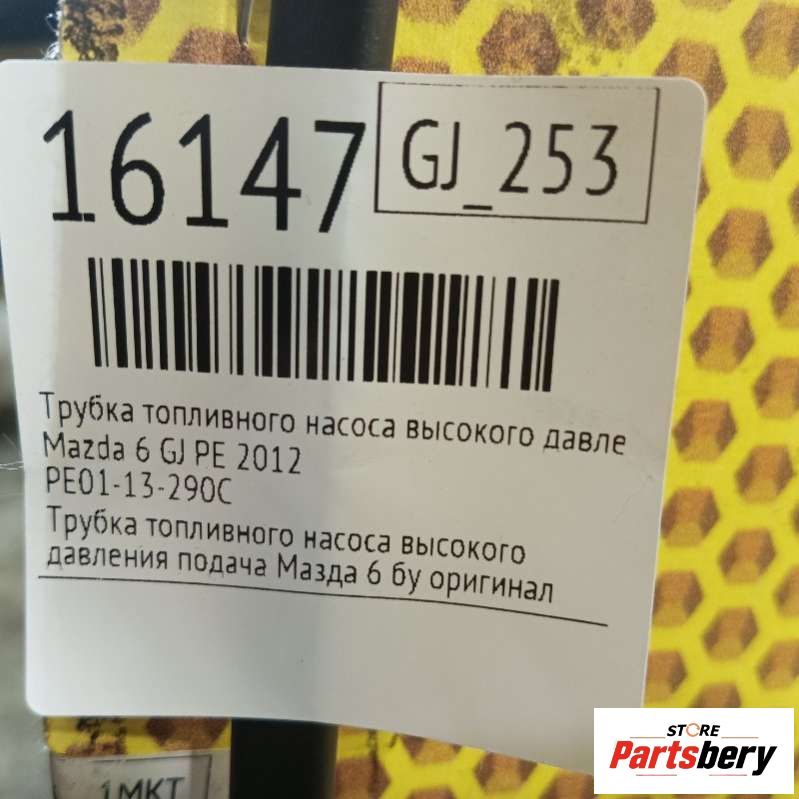 16147
GJ_253
Трубка топливного насоса высокого давле
Mazda 6 GJ PE 2012
PE01-13-290C
Трубка топливного насоса высокого
давления подача Мазда 6 бу оригинал
1MKT
STORE
Partsbery